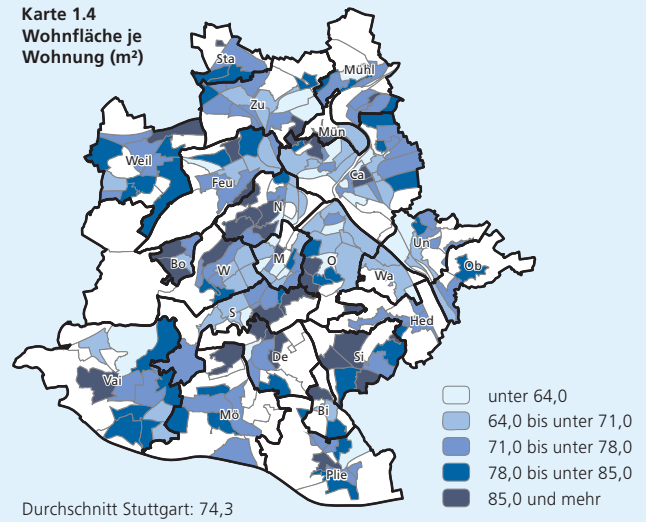 Karte 1.4
Wohnfläche je
Wohnung (m²)
Sta
Mühl
Zu
Mün
Weil
Feu
Ca
N
Un
Bo
W
M
O
Wa
Ob
S
Hed
De
Si
Vai
Mö
Bi
Plie
unter 64,0
64,0 bis unter 71,0
71,0 bis unter 78,0
78,0 bis unter 85,0
85,0 und mehr
Durchschnitt Stuttgart: 74,3